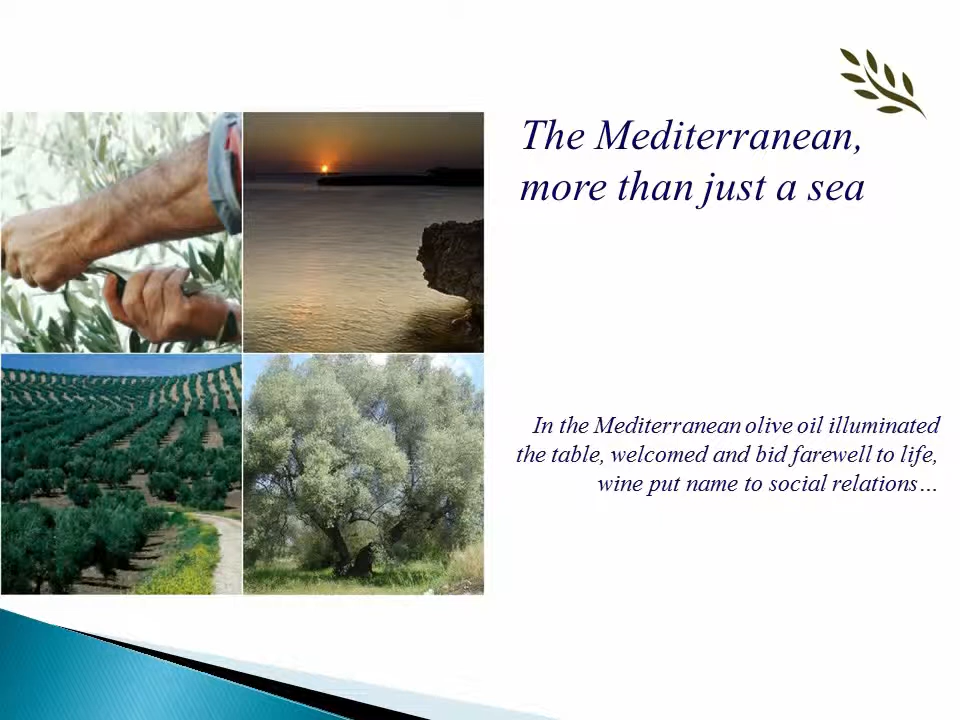 The Mediterranean,
more than just a sea
In the Mediterranean olive oil illuminated
the table, welcomed and bid farewell to life,
wine put name to social relations…